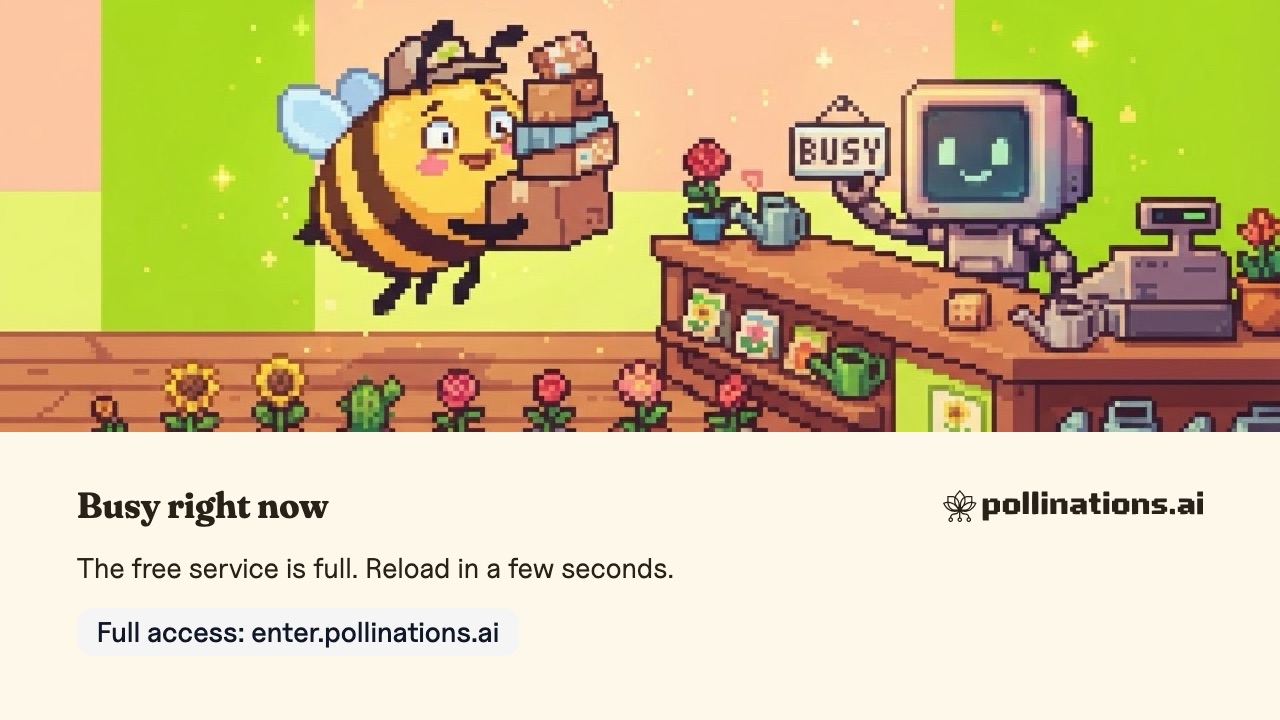 BUSY
Busy right now
pollinations.ai
The free service is full. Reload in a few seconds.
Full access: enter.pollinations.ai